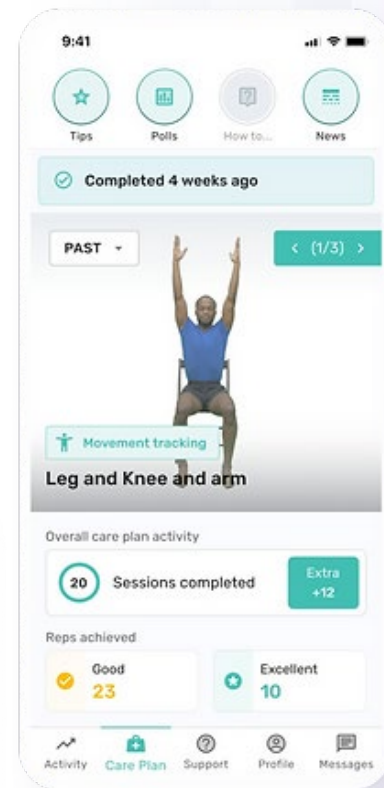 9:41
Tips Polls How to... News
Completed 4 weeks ago
PAST
(1/3)
Movement tracking
Leg and Knee and arm
Overall care plan activity
20 Sessions completed
Extra
+12
Reps achieved
Good
23
Excellent
10
Activity Care Plan Support Profile Messages